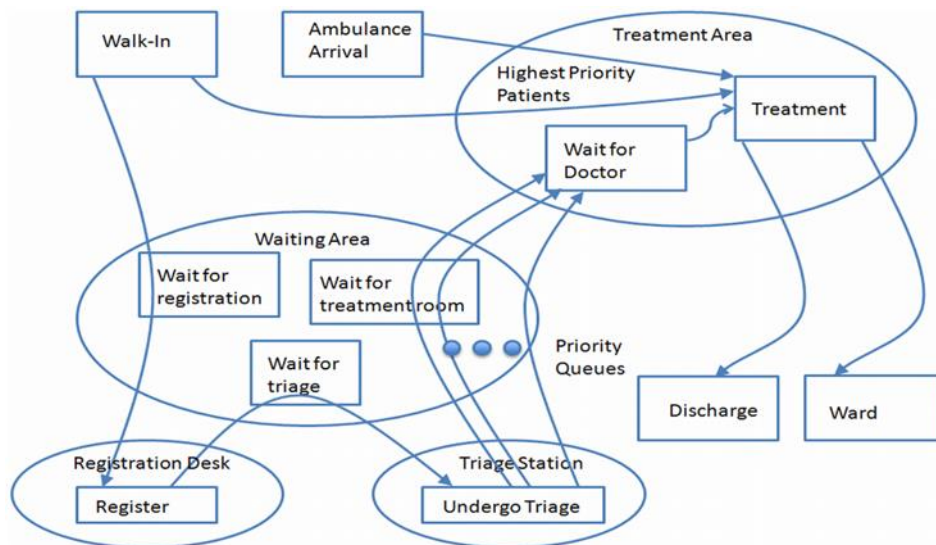 Walk-In
Ambulance
Arrival
Treatment Area
Highest Priority
Patients
Treatment
Wait for
Doctor
Waiting Area
Wait for
registration
Wait for
treatment room
Wait for
triage
Priority
Queues
Discharge
Ward
Registration Desk
Register
Triage Station
Undergo Triage